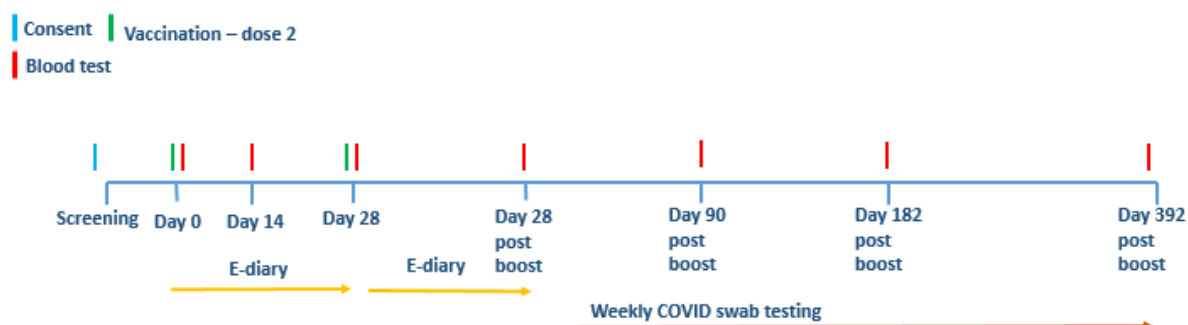 Consent
Vaccination – dose 2
Blood test
Screening
Day 0
Day 14
Day 28
Day 28
post
boost
Day 90
post
boost
Day 182
post
boost
Day 392
post
boost
E-diary
E-diary
Weekly COVID swab testing